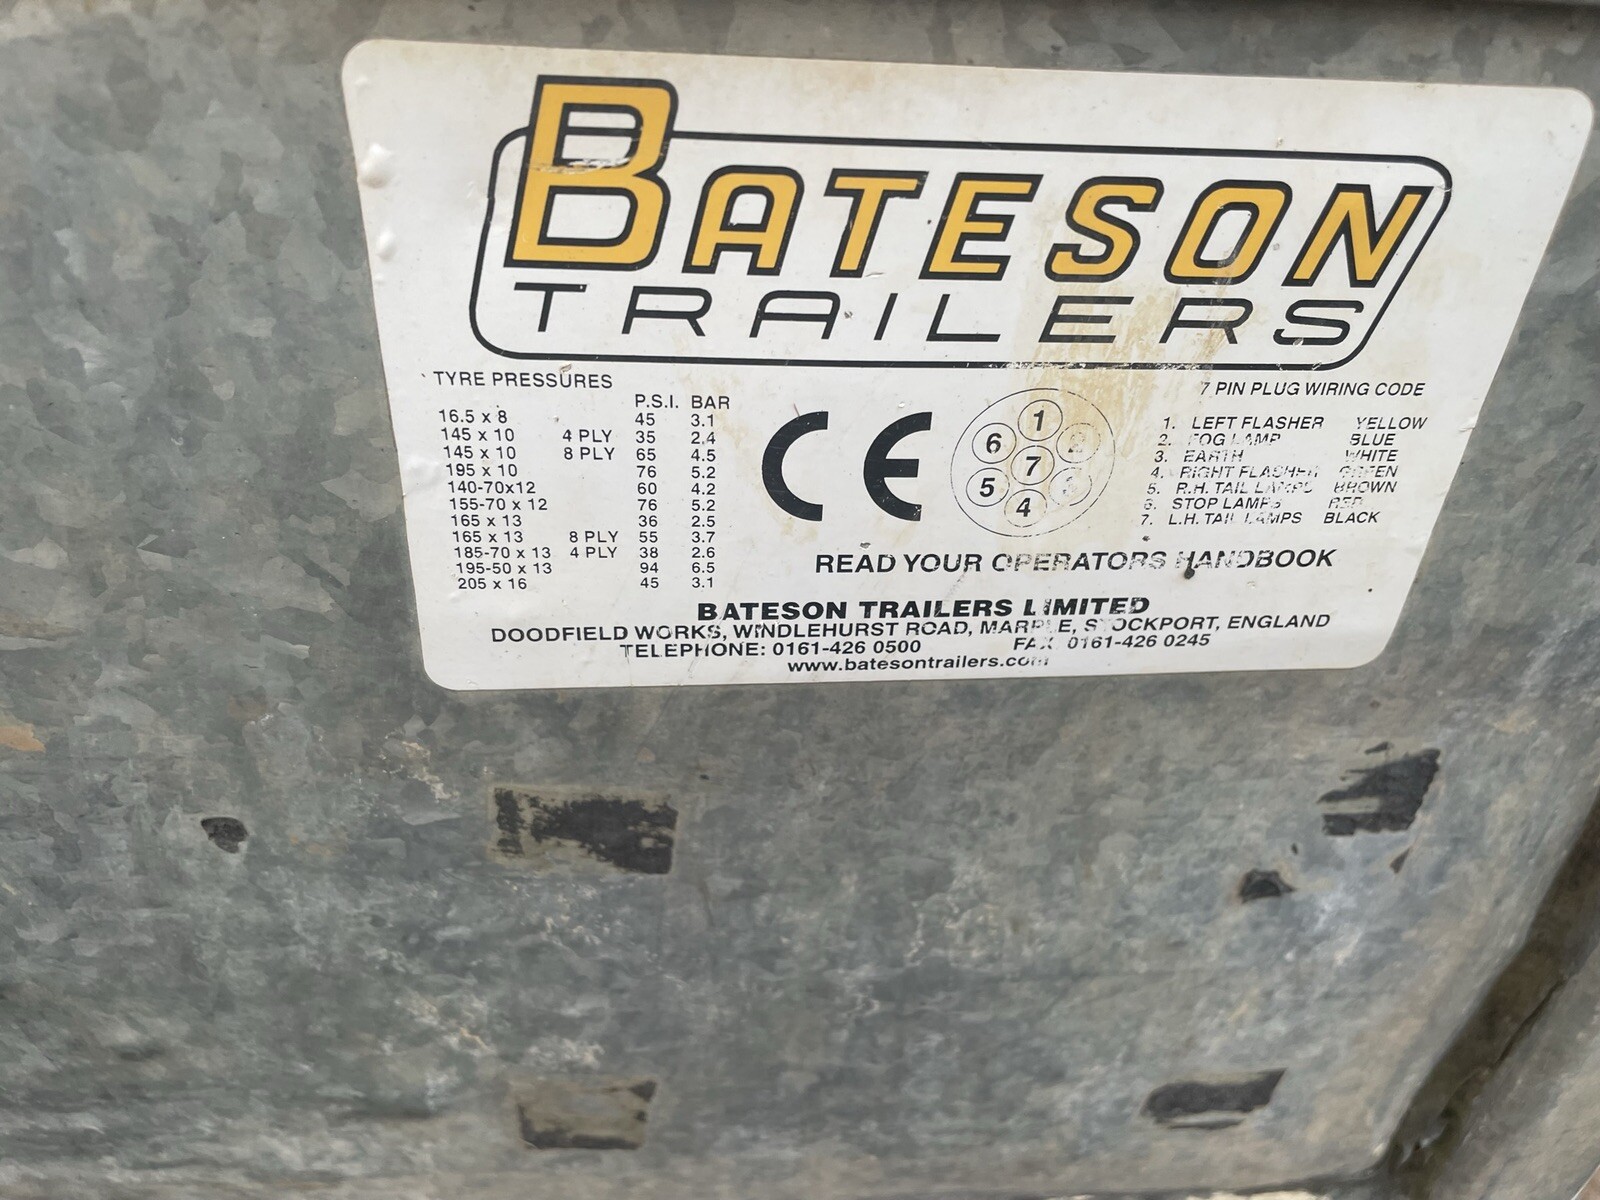 BATESON
TRAILERS
TYRE PRESSURES
P.S.I. BAR
16.5 x 8 45 3.1
145 x 10 4 PLY 35 2.4
145 x 10 8 PLY 65 4.5
195 x 10 76 5.2
140-70x12 60 4.2
155-70 x 12 76 5.2
165 x 13 36 2.5
165 x 13 8 PLY 55 3.7
185-70 x 13 4 PLY 38 2.6
195-50 x 13 94 6.5
205 x 16 45 3.1
CE
1
6 2
7
5 3
4
7 PIN PLUG WIRING CODE
1. LEFT FLASHER YELLOW
2. FOG LAMP BLUE
3. EARTH WHITE
4. RIGHT FLASHER GREEN
5. R.H. TAIL LAMPS BROWN
6. STOP LAMPS RED
7. L.H. TAIL LAMPS BLACK
READ YOUR OPERATORS HANDBOOK
BATESON TRAILERS LIMITED
DOODFIELD WORKS, WINDLEHURST ROAD, MARPLE, STOCKPORT, ENGLAND
TELEPHONE: 0161-426 0500 FAX: 0161-426 0245
www.batesontrailers.com